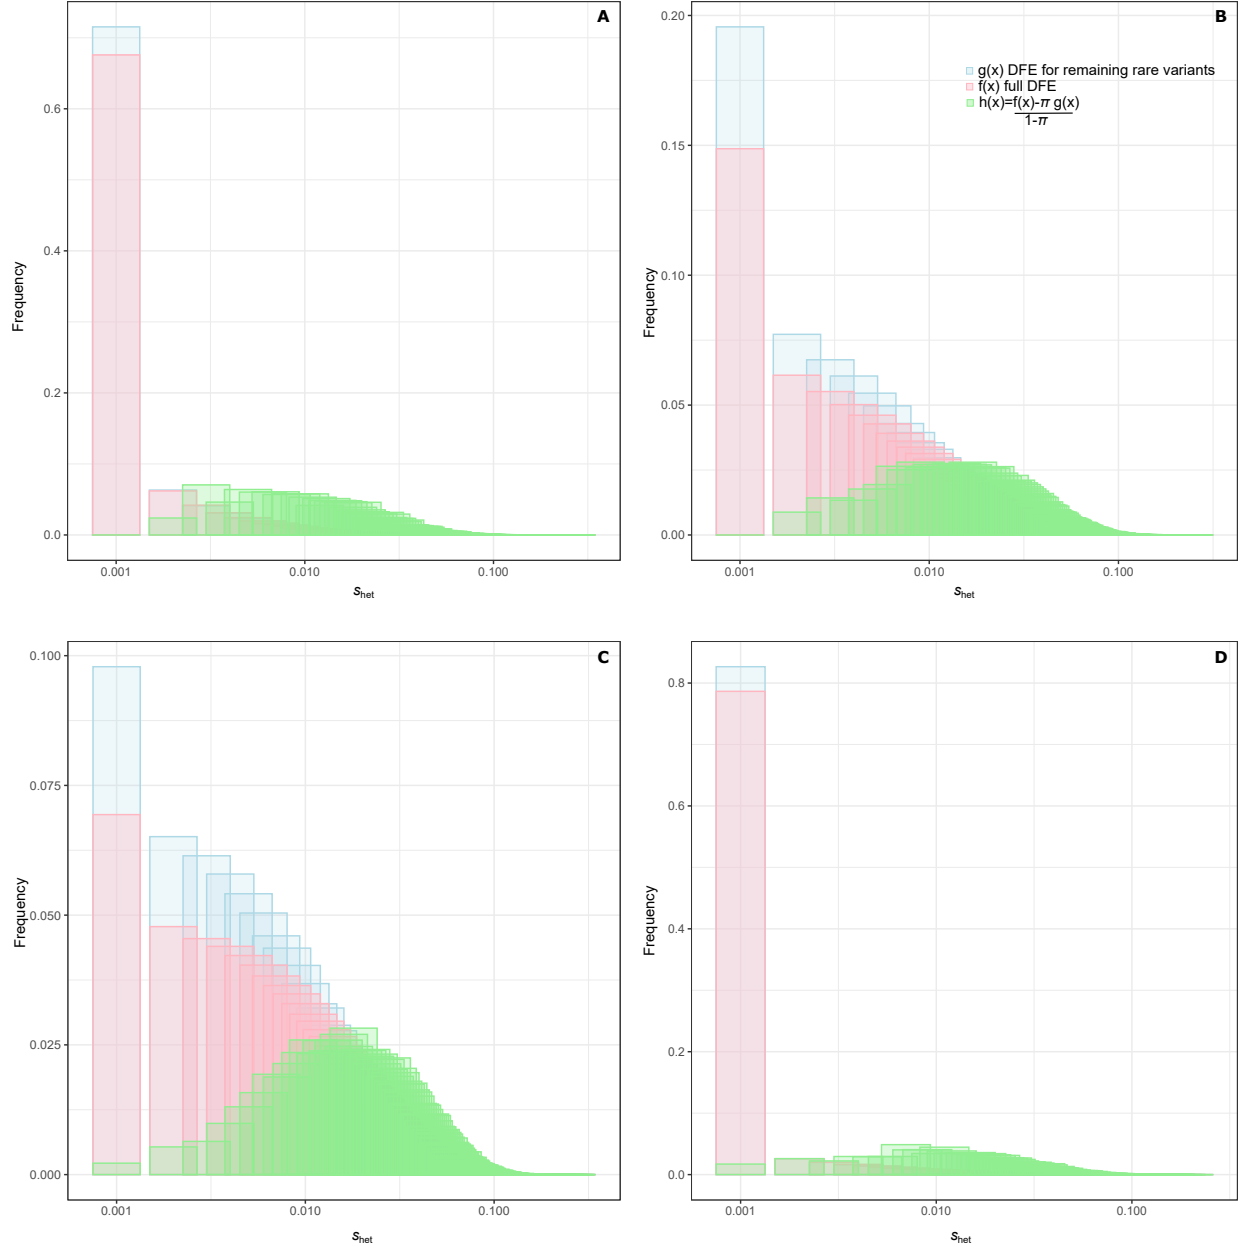 A
Frequency
0.6
0.4
0.2
0.0
0.001 0.010 0.100
shet
B
Frequency
0.20
0.15
0.10
0.05
0.00
g(x) DFE for remaining rare variants
f(x) full DFE
h(x)=f(x)-π g(x)
1-π
0.001 0.010 0.100
shet
C
Frequency
0.100
0.075
0.050
0.025
0.000
0.001 0.010 0.100
shet
D
Frequency
0.8
0.6
0.4
0.2
0.0
0.001 0.010 0.100
shet